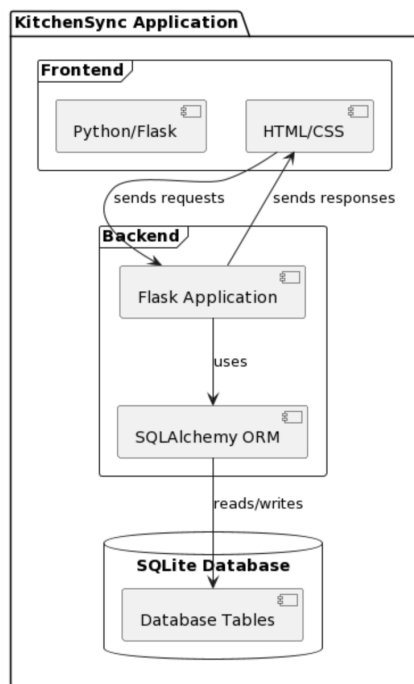 KitchenSync Application
Frontend
Python/Flask
HTML/CSS
sends requests
sends responses
Backend
Flask Application
uses
SQLAlchemy ORM
reads/writes
SQLite Database
Database Tables